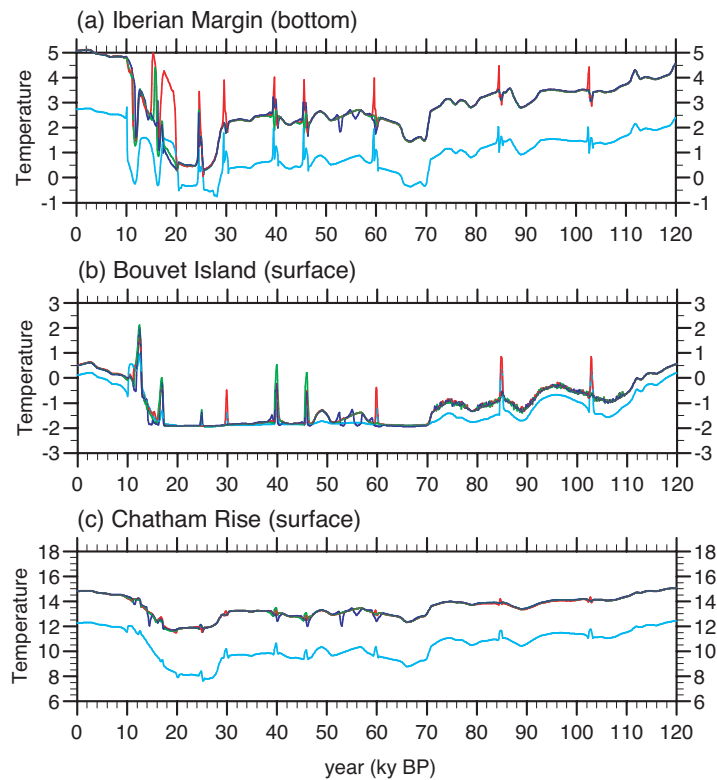 (a) Iberian Margin (bottom)
Temperature
5 4 3 2 1 0 -1
5 4 3 2 1 0 -1
0 10 20 30 40 50 60 70 80 90 100 110 120
(b) Bouvet Island (surface)
Temperature
3 2 1 0 -1 -2 -3
3 2 1 0 -1 -2 -3
0 10 20 30 40 50 60 70 80 90 100 110 120
(c) Chatham Rise (surface)
Temperature
18 16 14 12 10 8 6
18 16 14 12 10 8 6
0 10 20 30 40 50 60 70 80 90 100 110 120
year (ky BP)